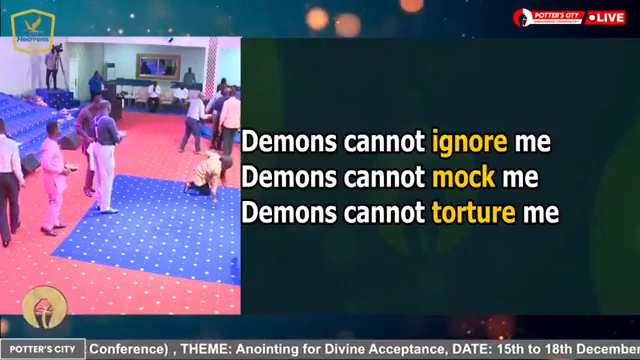 Heavens
POTTER'S CITY
LIVE
Demons cannot ignore me
Demons cannot mock me
Demons cannot torture me
POTTER'S CITY
Conference) , THEME: Anointing for Divine Acceptance, DATE: 15th to 18th December